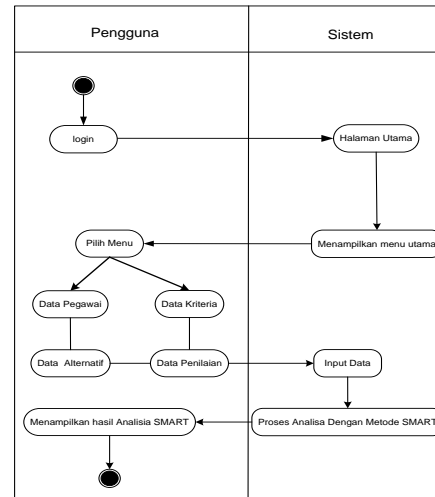 Pengguna
Sistem
login
Halaman Utama
Pilih Menu
Menampilkan menu utama
Data Pegawai
Data Kriteria
Data Alternatif
Data Penilaian
Input Data
Menampilkan hasil Analisia SMART
Proses Analisa Dengan Metode SMART